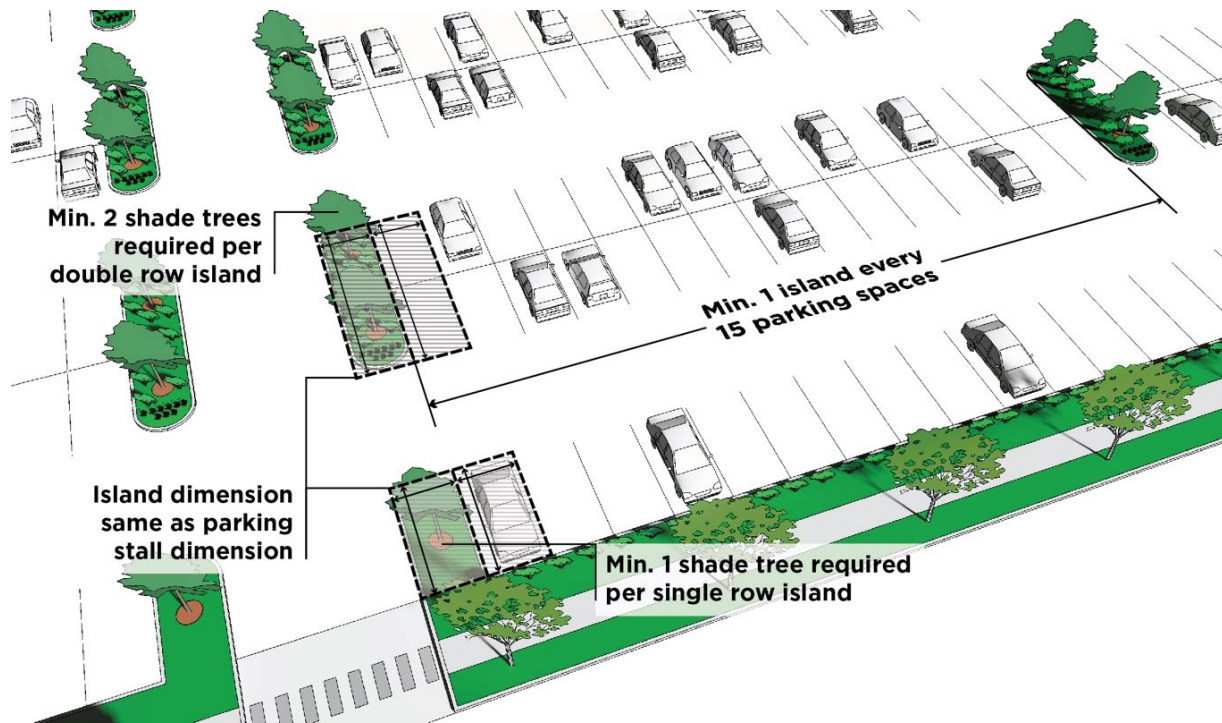 Min. 2 shade trees
required per
double row island
Min. 1 island every
15 parking spaces
Island dimension
same as parking
stall dimension
Min. 1 shade tree required
per single row island